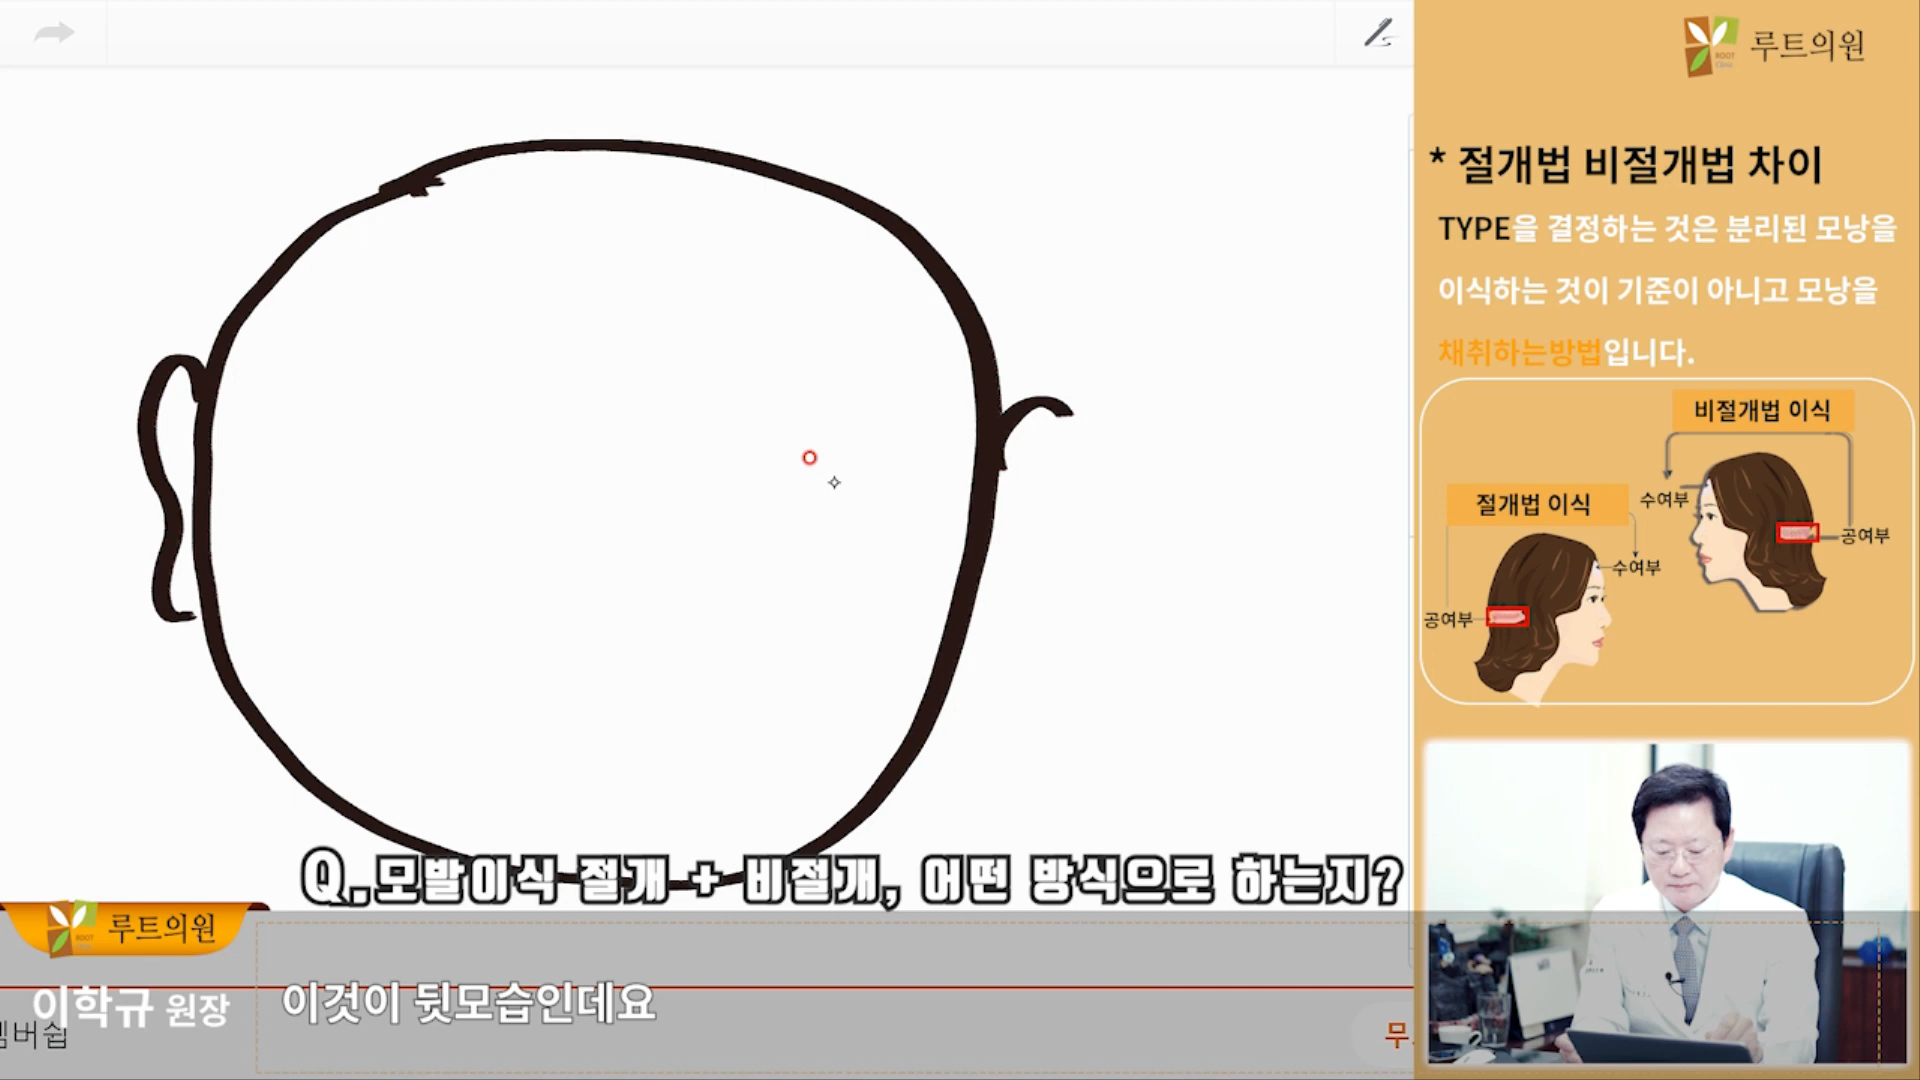 루트의원
* 절개법 비절개법 차이
TYPE을 결정하는 것은 분리된 모낭을
이식하는 것이 기준이 아니고 모낭을
채취하는방법입니다.
비절개법 이식
수여부
공여부
절개법 이식
수여부
공여부
Q.모발이식 절개 + 비절개, 어떤 방식으로 하는지?
루트의원
이학규 원장
이것이 뒷모습인데요
버쉽
무